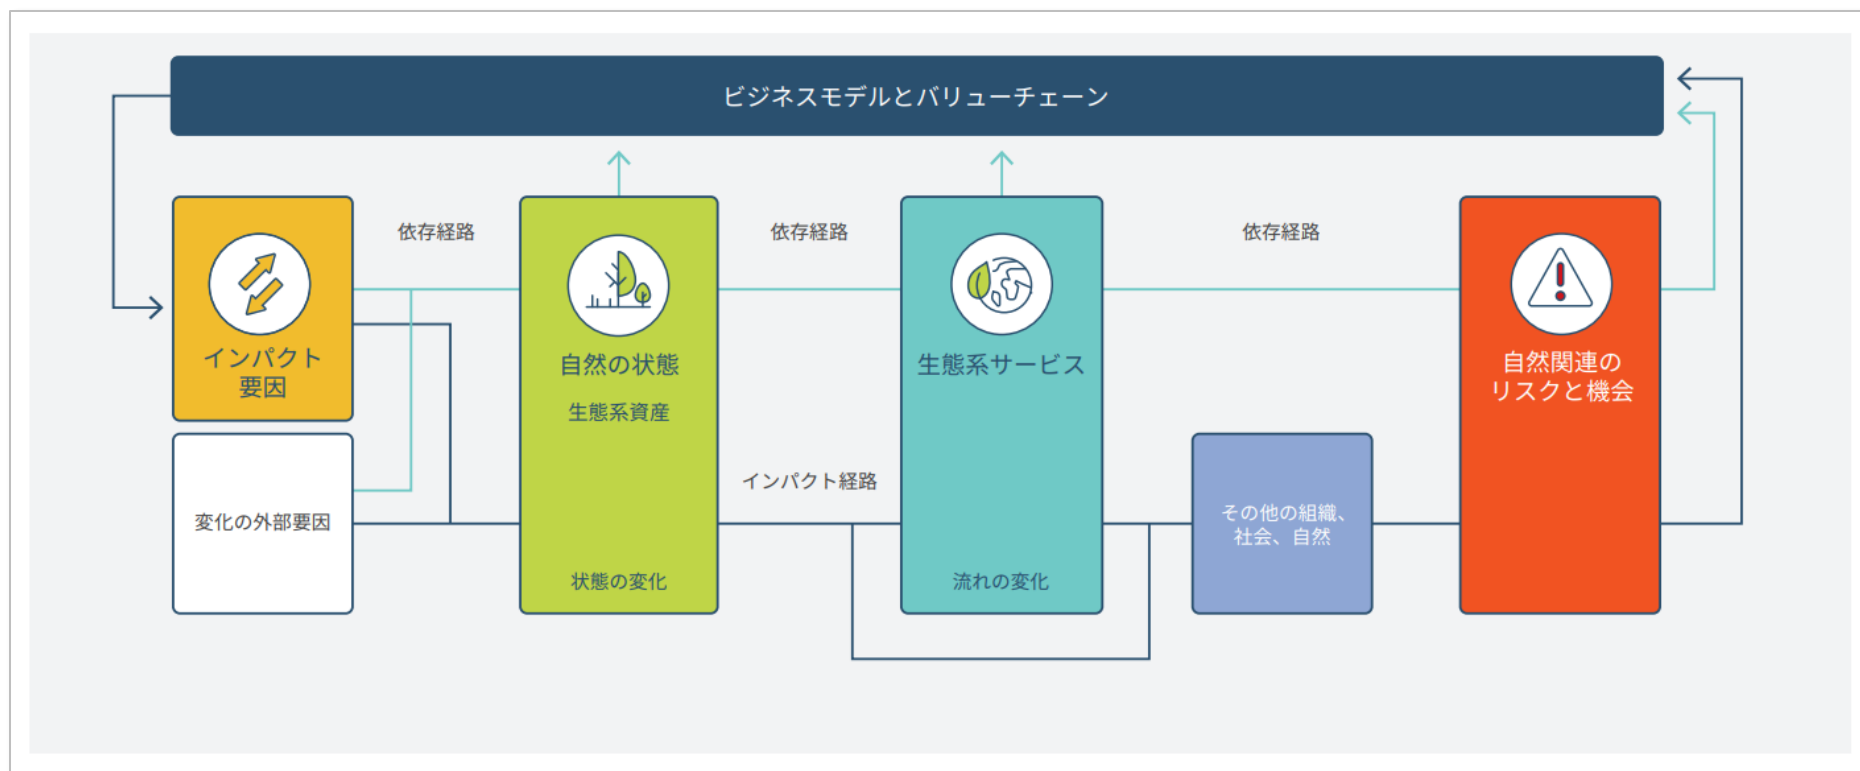 ビジネスモデルとバリューチェーン
依存経路
依存経路
依存経路
インパクト
要因
自然の状態
生態系資産
生態系サービス
自然関連の
リスクと機会
インパクト経路
変化の外部要因
その他の組織、
社会、自然
状態の変化
流れの変化